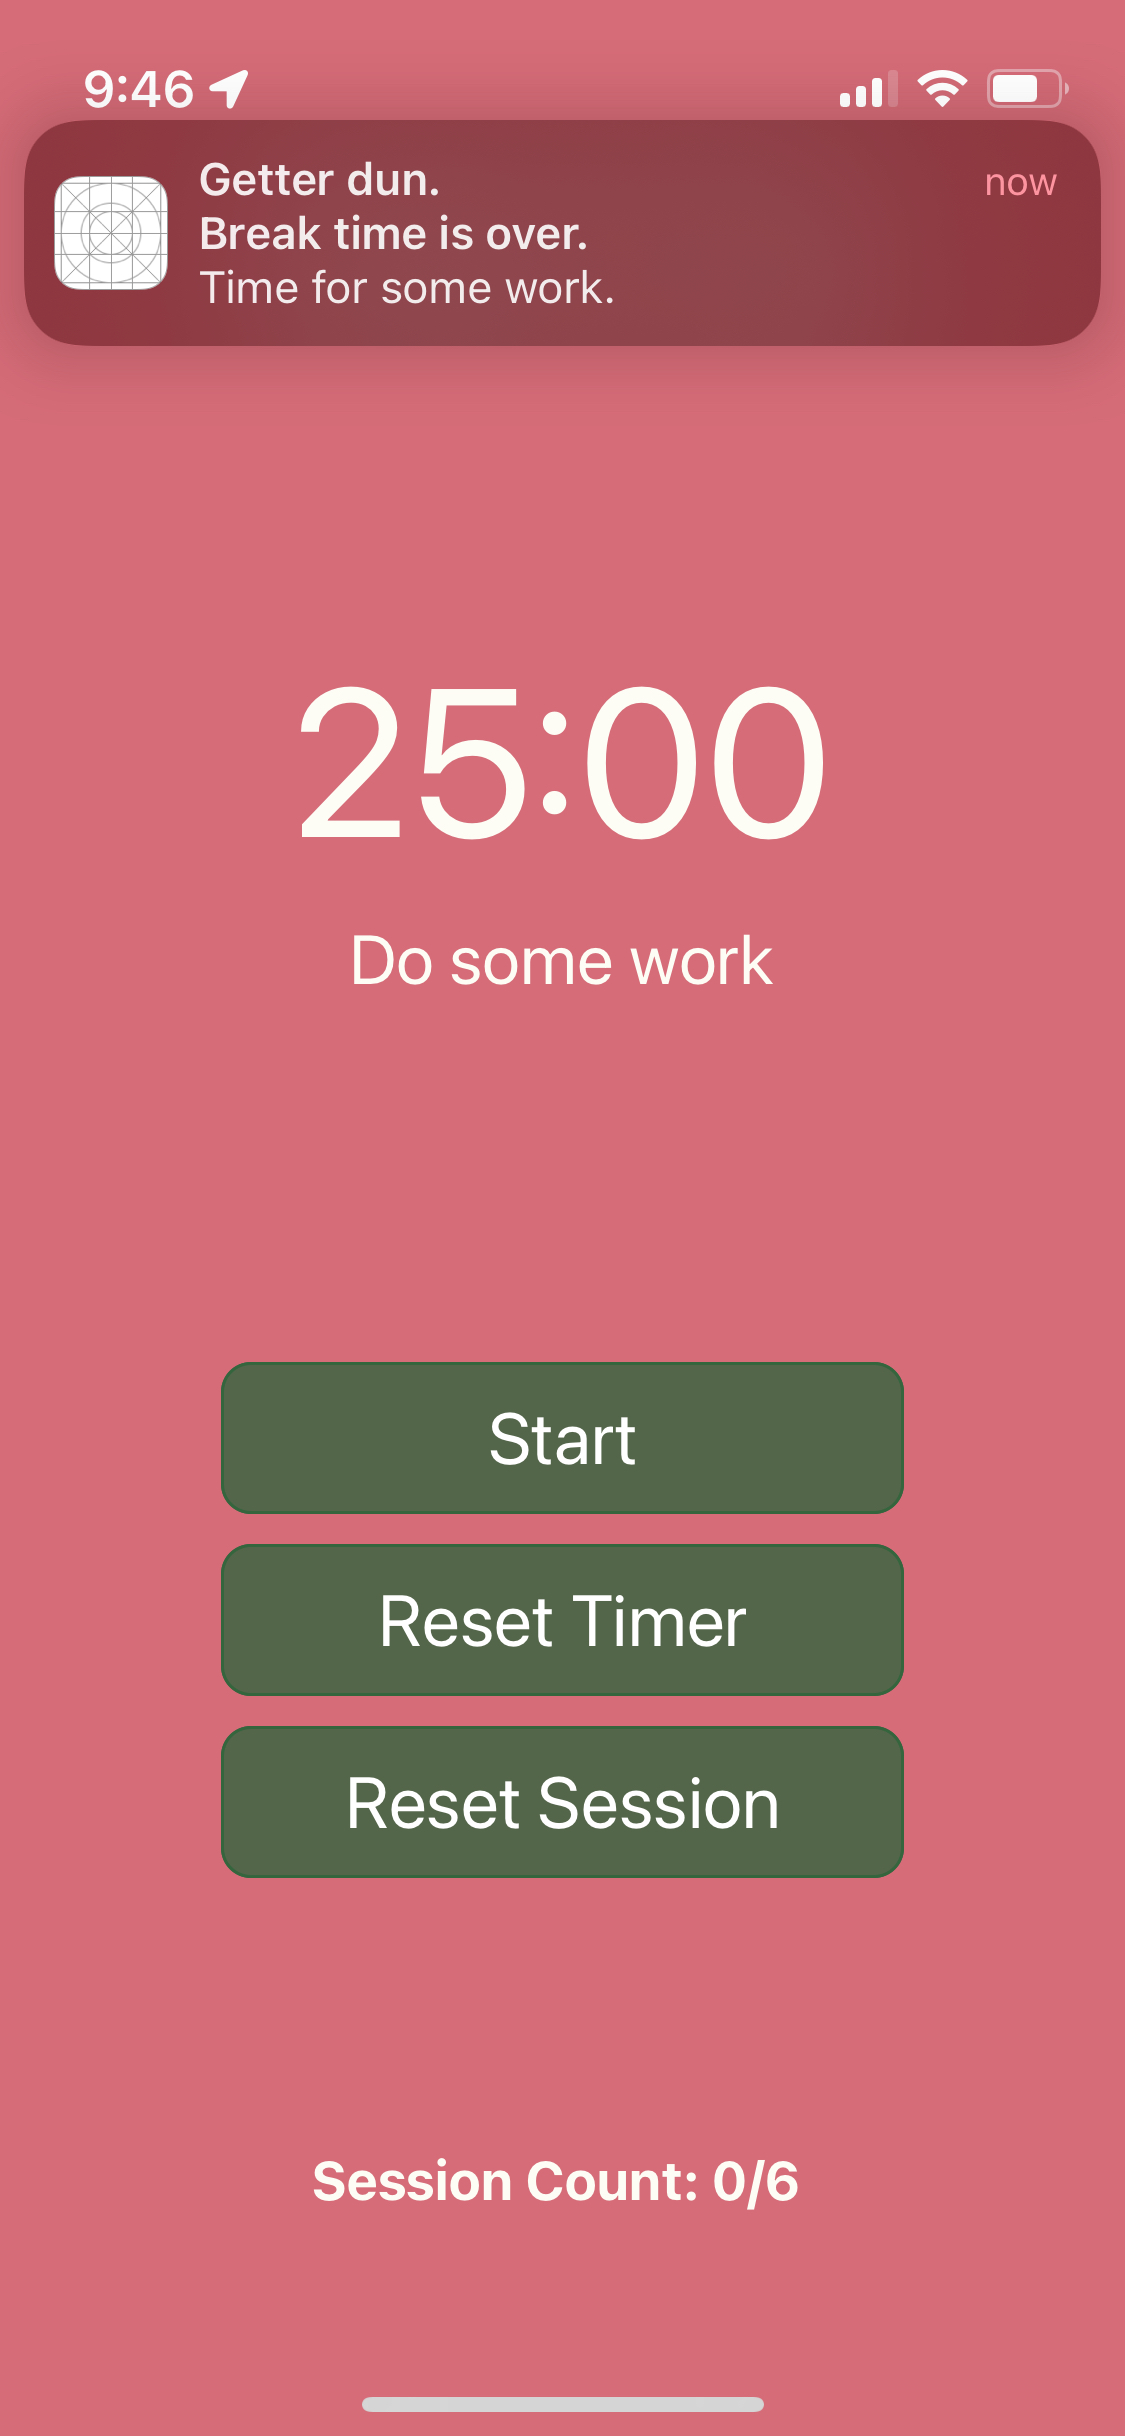 9:46
Getter dun.
now
Break time is over.
Time for some work.
25:00
Do some work
Start
Reset Timer
Reset Session
Session Count: 0/6